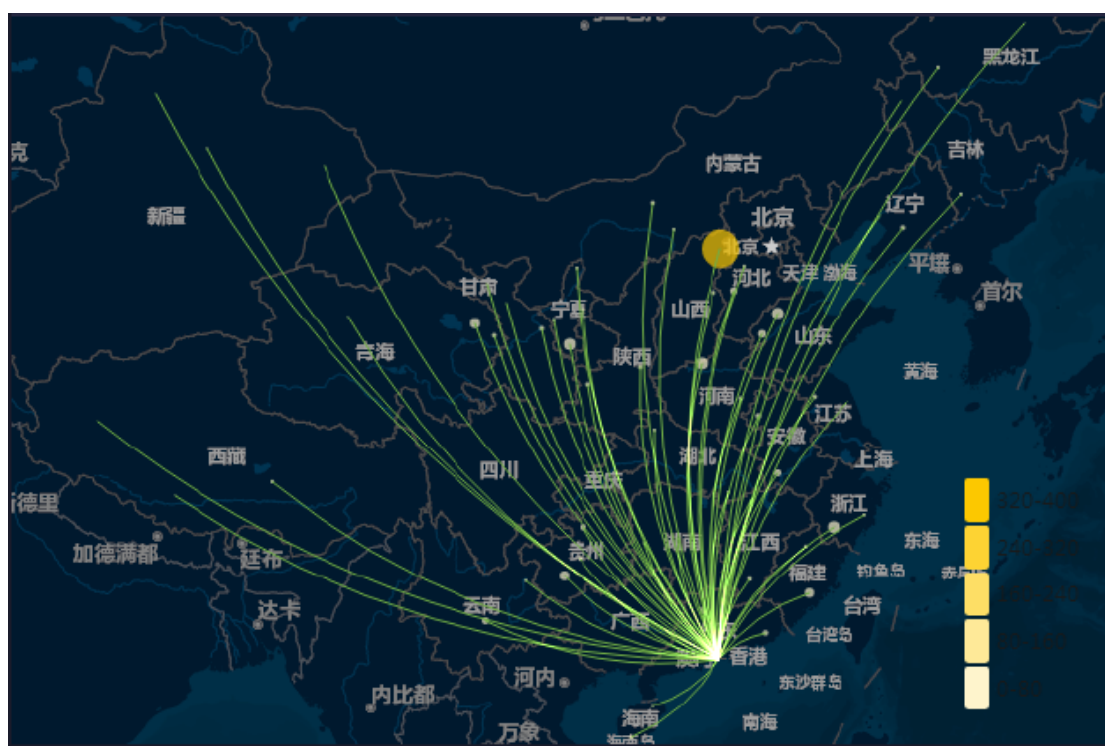 黑龙江
吉林
内蒙古
辽宁
北京
新疆
北京
平壤
天津 渤海
河北
首尔
甘肃
宁夏
山西
山东
青海
陕西
黄海
河南
江苏
安徽
西藏
四川
湖北
上海
重庆
浙江
加德满都
廷布
贵州
湖南
江西
东海
福建
钓鱼岛
达卡
云南
广西
台湾
台湾岛
香港
河内
东沙群岛
内比都
海南
南海
万象